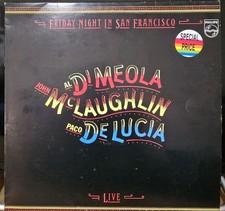 FRIDAY NIGHT IN SAN FRANCISCO
PHILIPS
SPECIAL
PRICE
AL DI MEOLA
JOHN McLAUGHLIN
PACO DE LUCIA
LIVE